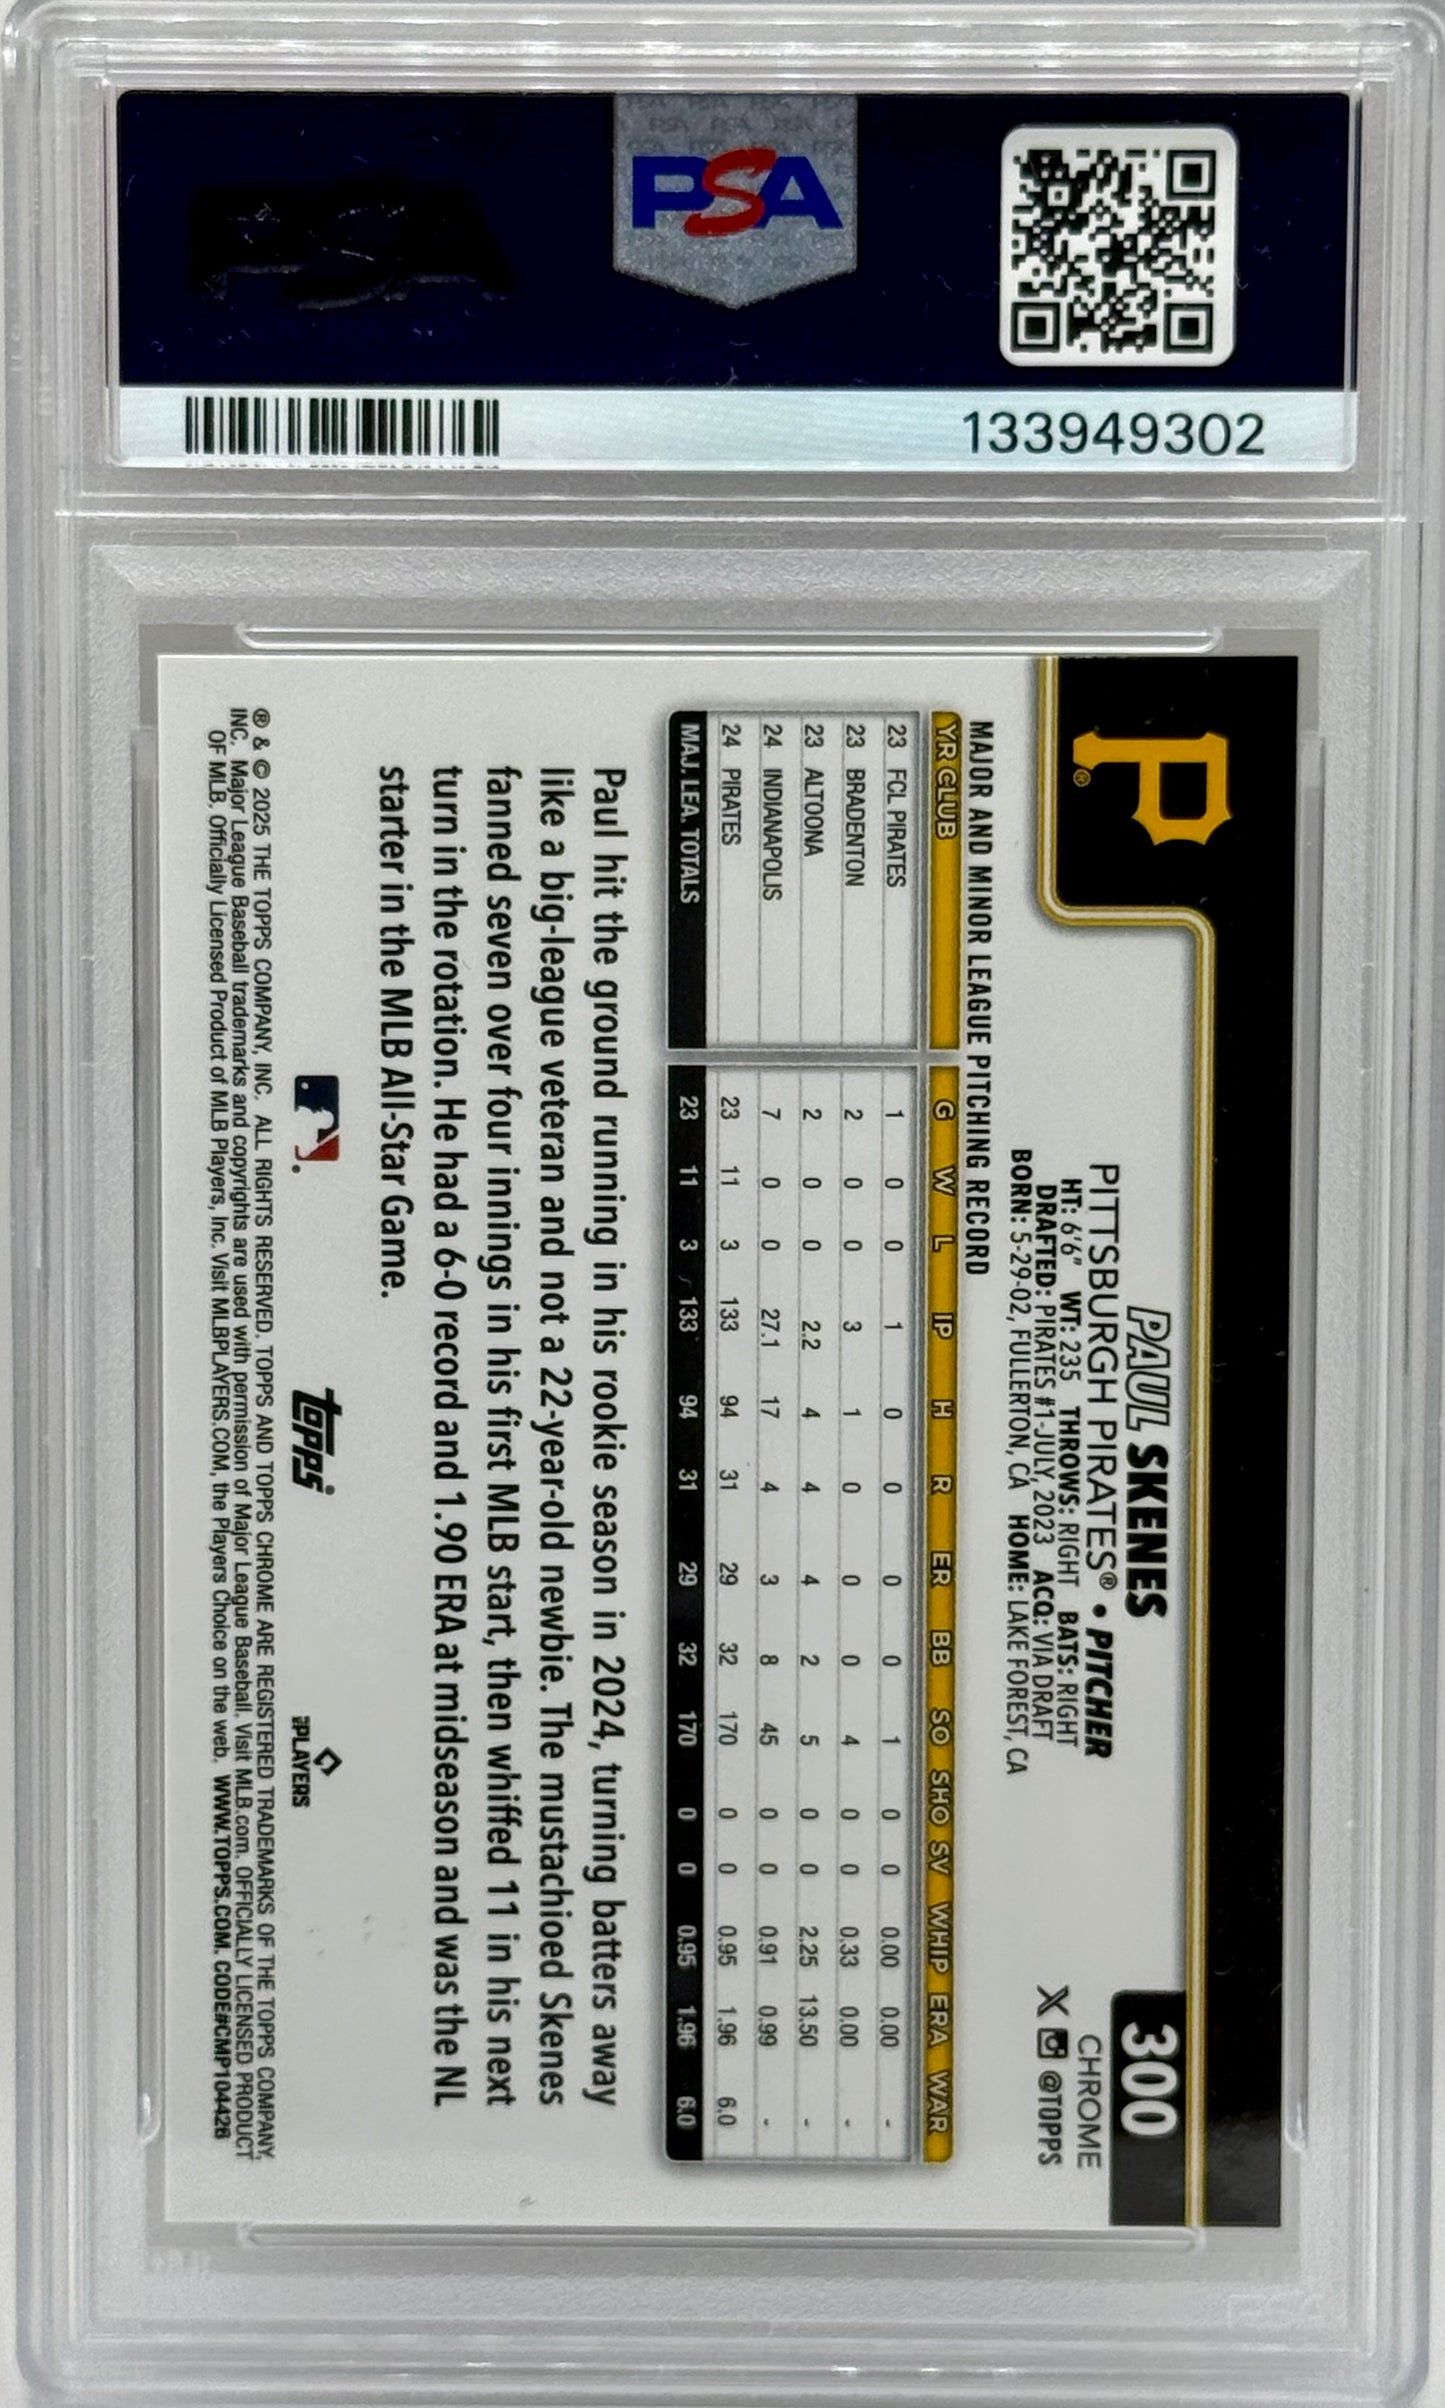 PSA
133949302
P®
300
PAUL SKENES
CHROME
PITTSBURGH PIRATES® • PITCHER
X @TOPPS
HT: 6'6" WT: 235 THROWS: RIGHT BATS: RIGHT
DRAFTED: PIRATES #1-JULY, 2023 ACQ: VIA DRAFT
BORN: 5-29-02, FULLERTON, CA HOME: LAKE FOREST, CA
MAJOR AND MINOR LEAGUE PITCHING RECORD
YR CLUB G W L IP H R ER BB SO SHO SV WHIP ERA WAR
23 FCL PIRATES 1 0 0 1 0 0 0 0 1 0 0 0.00 0.00 -
23 BRADENTON 2 0 0 3 1 0 0 0 4 0 0 0.33 0.00 -
23 ALTOONA 2 0 0 2.2 4 4 4 2 5 0 0 2.25 13.50 -
24 INDIANAPOLIS 7 0 0 27.1 17 4 3 8 45 0 0 0.91 0.99 -
24 PIRATES 23 11 3 133 94 31 29 32 170 0 0 0.95 1.96 6.0
MAJ. LEA. TOTALS 23 11 3 133 94 31 29 32 170 0 0 0.95 1.96 6.0
Paul hit the ground running in his rookie season in 2024, turning batters away
like a big-league veteran and not a 22-year-old newbie. The mustachioed Skenes
fanned seven over four innings in his first MLB start, then whiffed 11 in his next
turn in the rotation. He had a 6-0 record and 1.90 ERA at midseason and was the NL
starter in the MLB All-Star Game.
topps
PLAYERS
® & © 2025 THE TOPPS COMPANY, INC. ALL RIGHTS RESERVED. TOPPS AND TOPPS CHROME ARE REGISTERED TRADEMARKS OF THE TOPPS COMPANY,
INC. Major League Baseball trademarks and copyrights are used with permission of Major League Baseball. Visit MLB.com. OFFICIALLY LICENSED PRODUCT
OF MLB. Officially Licensed Product of MLB Players, Inc. Visit MLBPLAYERS.COM, the Players Choice on the web. WWW.TOPPS.COM. CODE#CMP104426